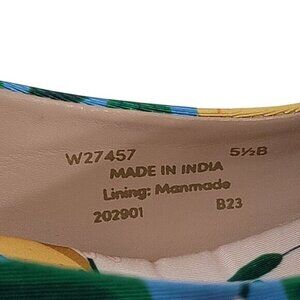 W27457 5½B
MADE IN INDIA
Lining: Manmade
202901 B23